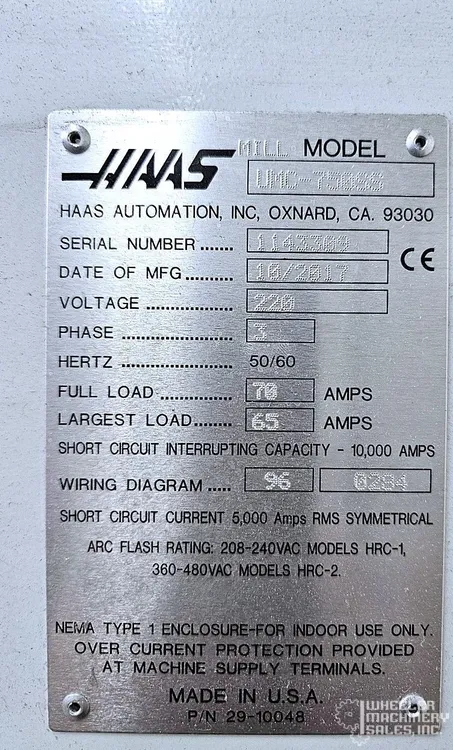 HAAS MILL MODEL
UMC-750SS
HAAS AUTOMATION, INC, OXNARD, CA. 93030
SERIAL NUMBER ....... 1143309
DATE OF MFG ......... 10/2017 CE
VOLTAGE ............. 220
PHASE ............... 3
HERTZ ............... 50/60
FULL LOAD ........... 70 AMPS
LARGEST LOAD ....... 65 AMPS
SHORT CIRCUIT INTERRUPTING CAPACITY - 10,000 AMPS
WIRING DIAGRAM ..... 96 0284
SHORT CIRCUIT CURRENT 5,000 Amps RMS SYMMETRICAL
ARC FLASH RATING: 208-240VAC MODELS HRC-1,
360-480VAC MODELS HRC-2.
NEMA TYPE 1 ENCLOSURE-FOR INDOOR USE ONLY.
OVER CURRENT PROTECTION PROVIDED
AT MACHINE SUPPLY TERMINALS.
MADE IN U.S.A.
P/N 29-10048
WHEELER
MACHINERY
SALES, INC.